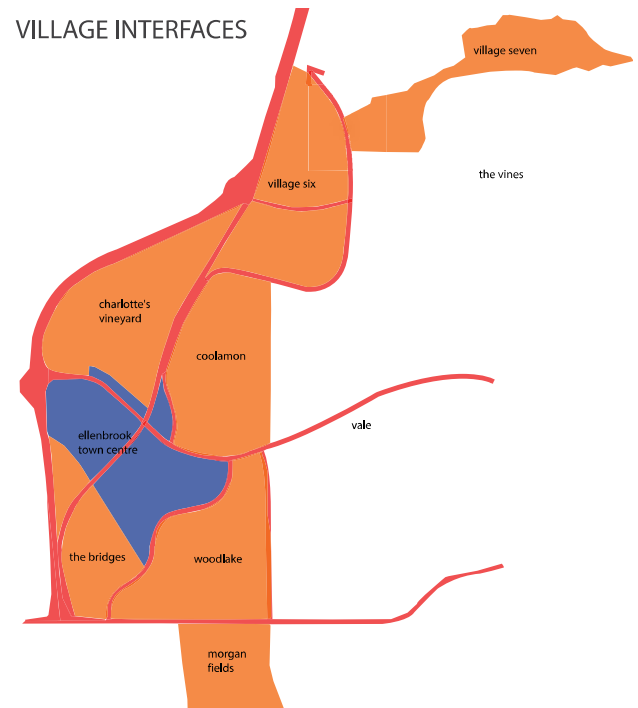 VILLAGE INTERFACES
village seven
the vines
village six
charlotte's
vineyard
coolamon
vale
ellenbrook
town centre
the bridges
woodlake
morgan
fields